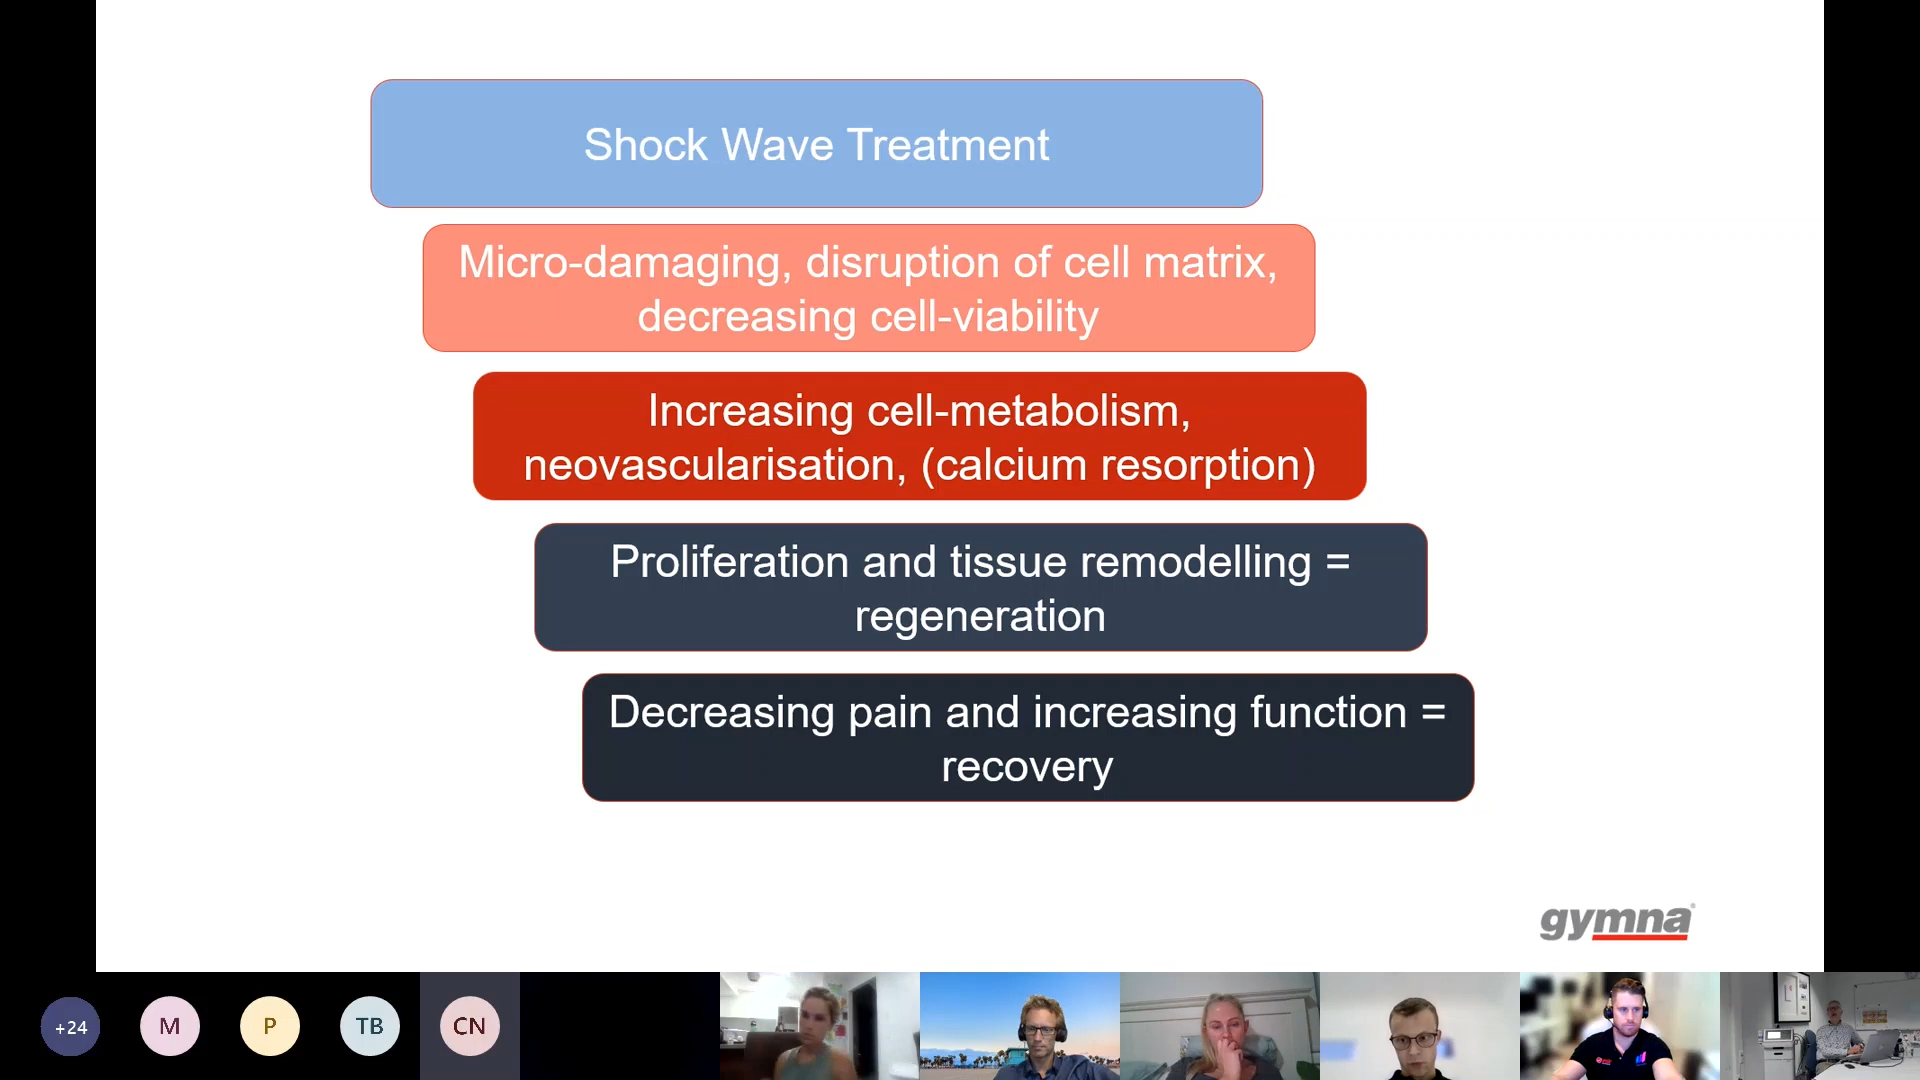 Shock Wave Treatment
Micro-damaging, disruption of cell matrix,
decreasing cell-viability
Increasing cell-metabolism,
neovascularisation, (calcium resorption)
Proliferation and tissue remodelling =
regeneration
Decreasing pain and increasing function =
recovery
gymna
+24
M
P
TB
CN